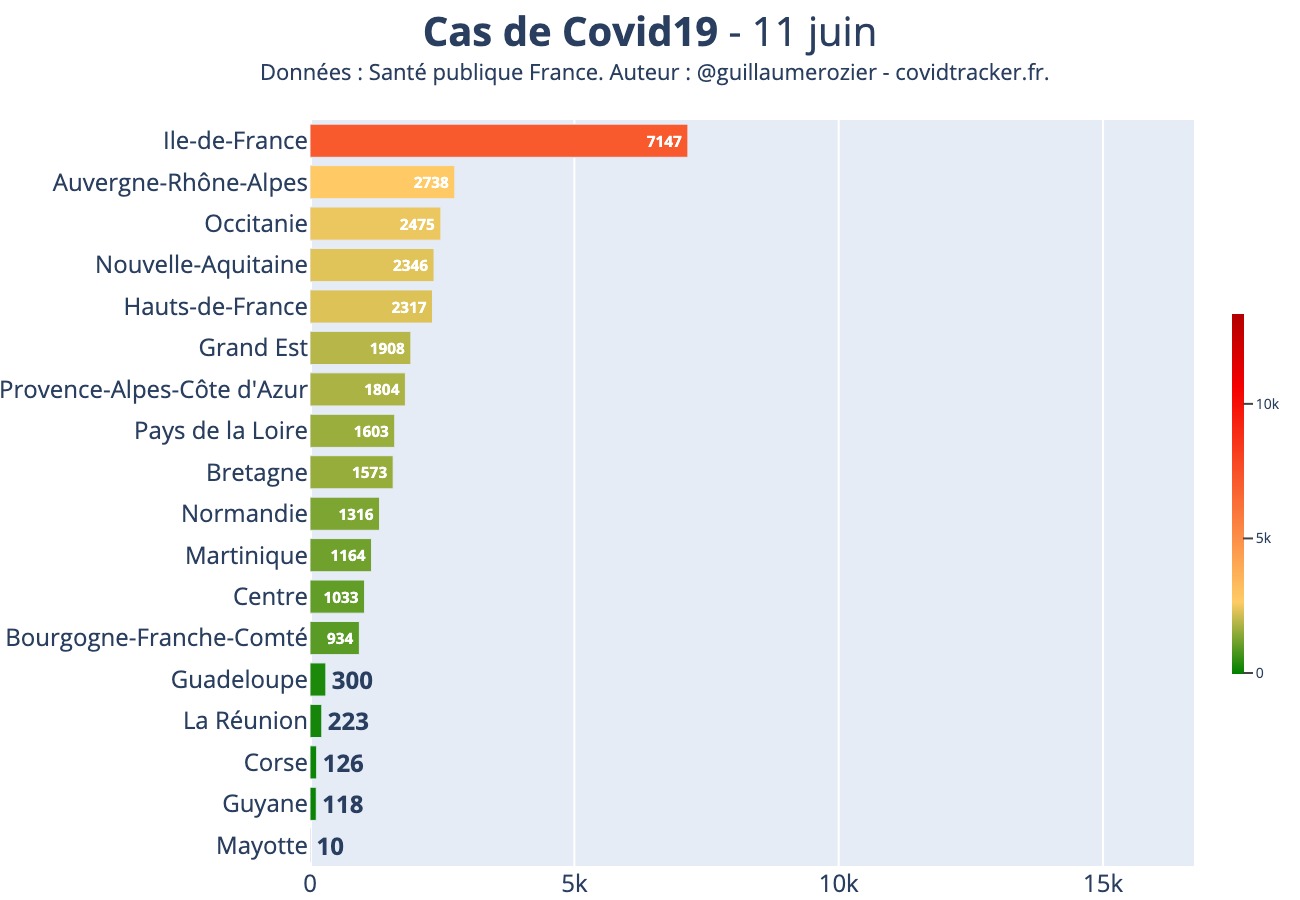 Cas de Covid19 - 11 juin
Données : Santé publique France. Auteur : @guillaumerozier - covidtracker.fr.
Ile-de-France 7147
Auvergne-Rhône-Alpes 2738
Occitanie 2475
Nouvelle-Aquitaine 2346
Hauts-de-France 2317
Grand Est 1908
Provence-Alpes-Côte d'Azur 1804
Pays de la Loire 1603
Bretagne 1573
Normandie 1316
Martinique 1164
Centre 1033
Bourgogne-Franche-Comté 934
Guadeloupe 300
La Réunion 223
Corse 126
Guyane 118
Mayotte 10
0 5k 10k 15k
10k
5k
0